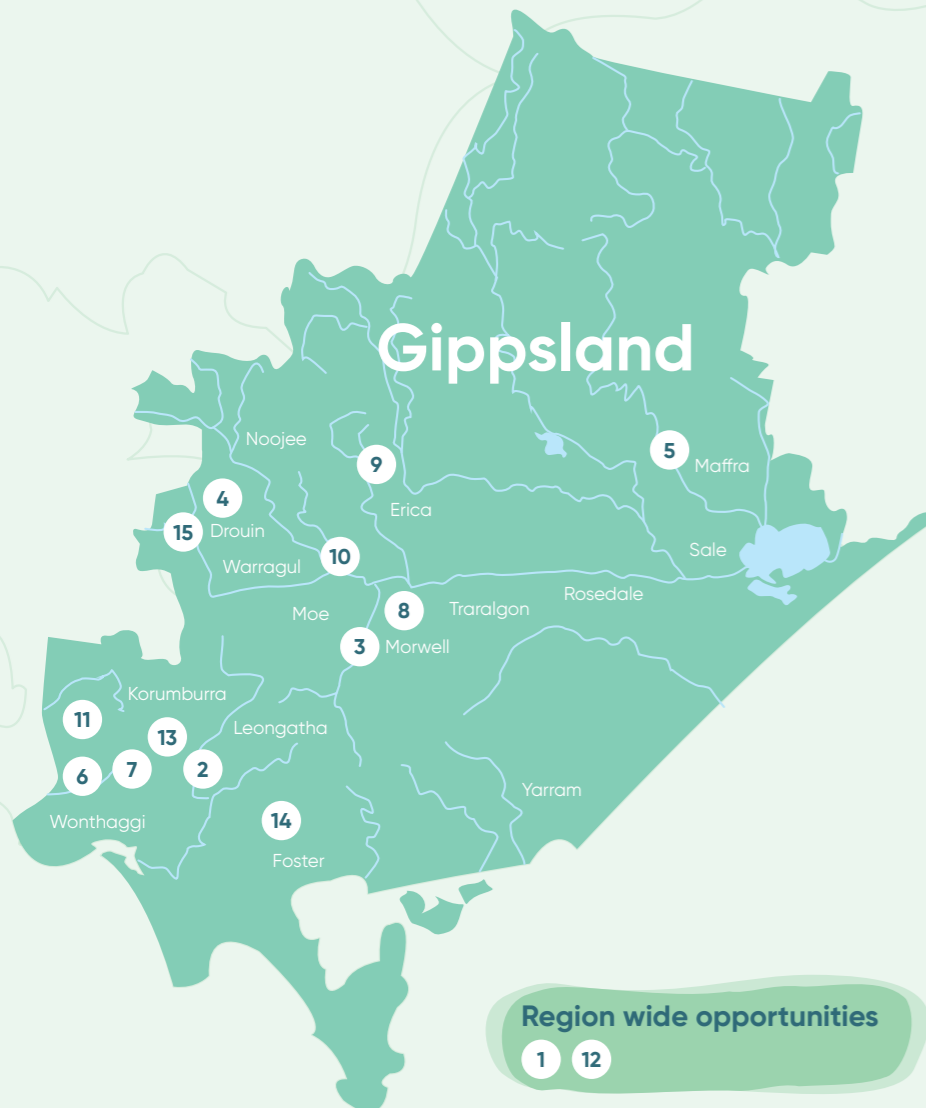 Gippsland
Noojee
9
5
Maffra
4
Erica
15
Drouin
10
Sale
Warragul
Rosedale
Moe
8
Traralgon
3
Morwell
Korumburra
11
13
Leongatha
6
7
2
Yarram
Wonthaggi
14
Foster
Region wide opportunities
1
12